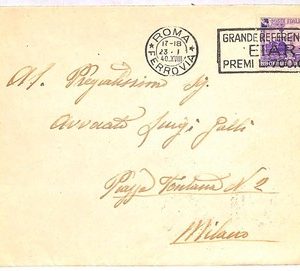 ROMA
FERROVIA
17-18
23·1
40·XVIII
GRANDE REFEREN
E.I.A.R.
PREMI
Al Pregiatissimo Sig.
Avvocato Luigi Galli
Piazza Fontana N 2
Milano